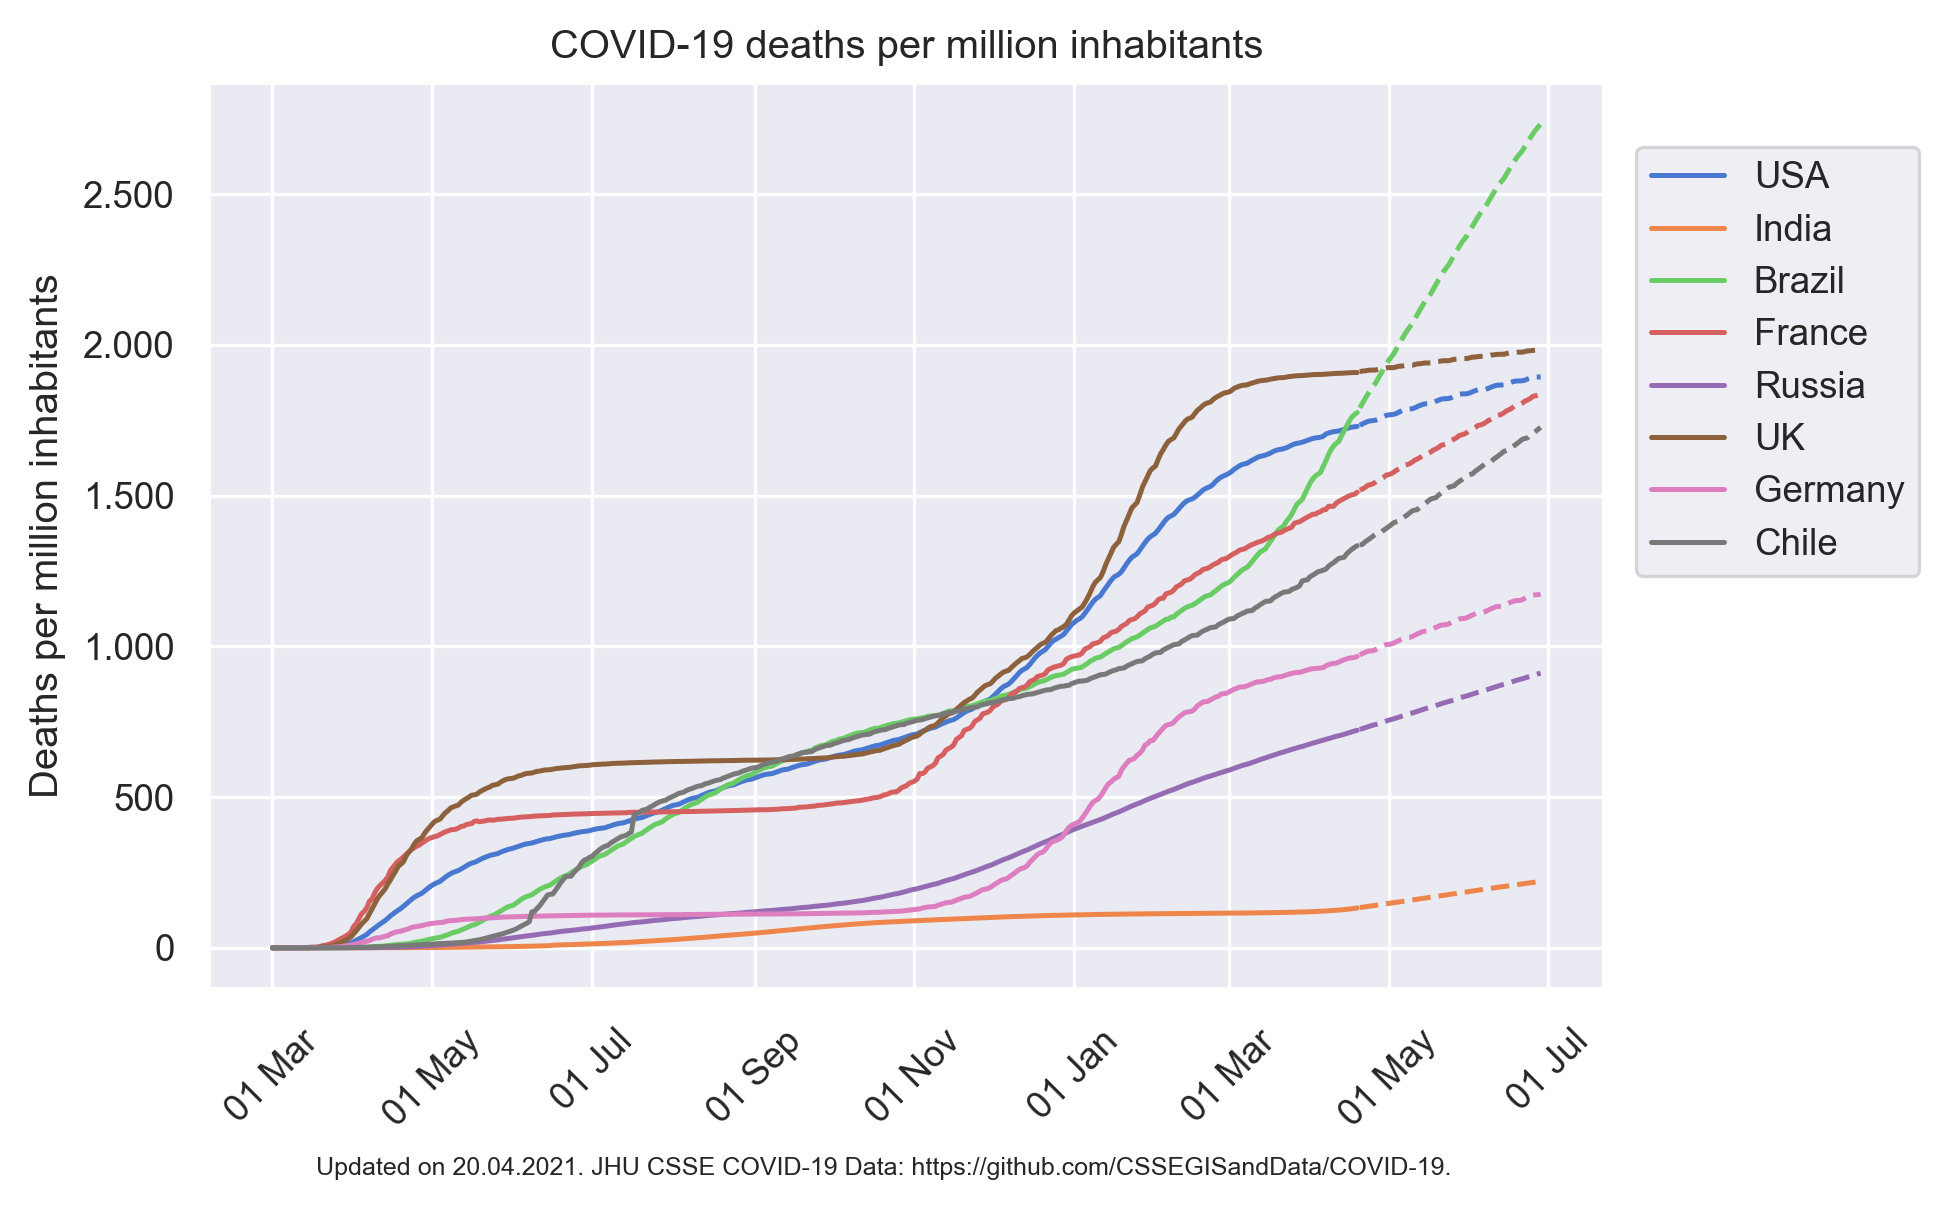 COVID-19 deaths per million inhabitants
Deaths per million inhabitants
2.500
2.000
1.500
1.000
500
0
01 Mar
01 May
01 Jul
01 Sep
01 Nov
01 Jan
01 Mar
01 May
01 Jul
USA
India
Brazil
France
Russia
UK
Germany
Chile
Updated on 20.04.2021. JHU CSSE COVID-19 Data: https://github.com/CSSEGISandData/COVID-19.